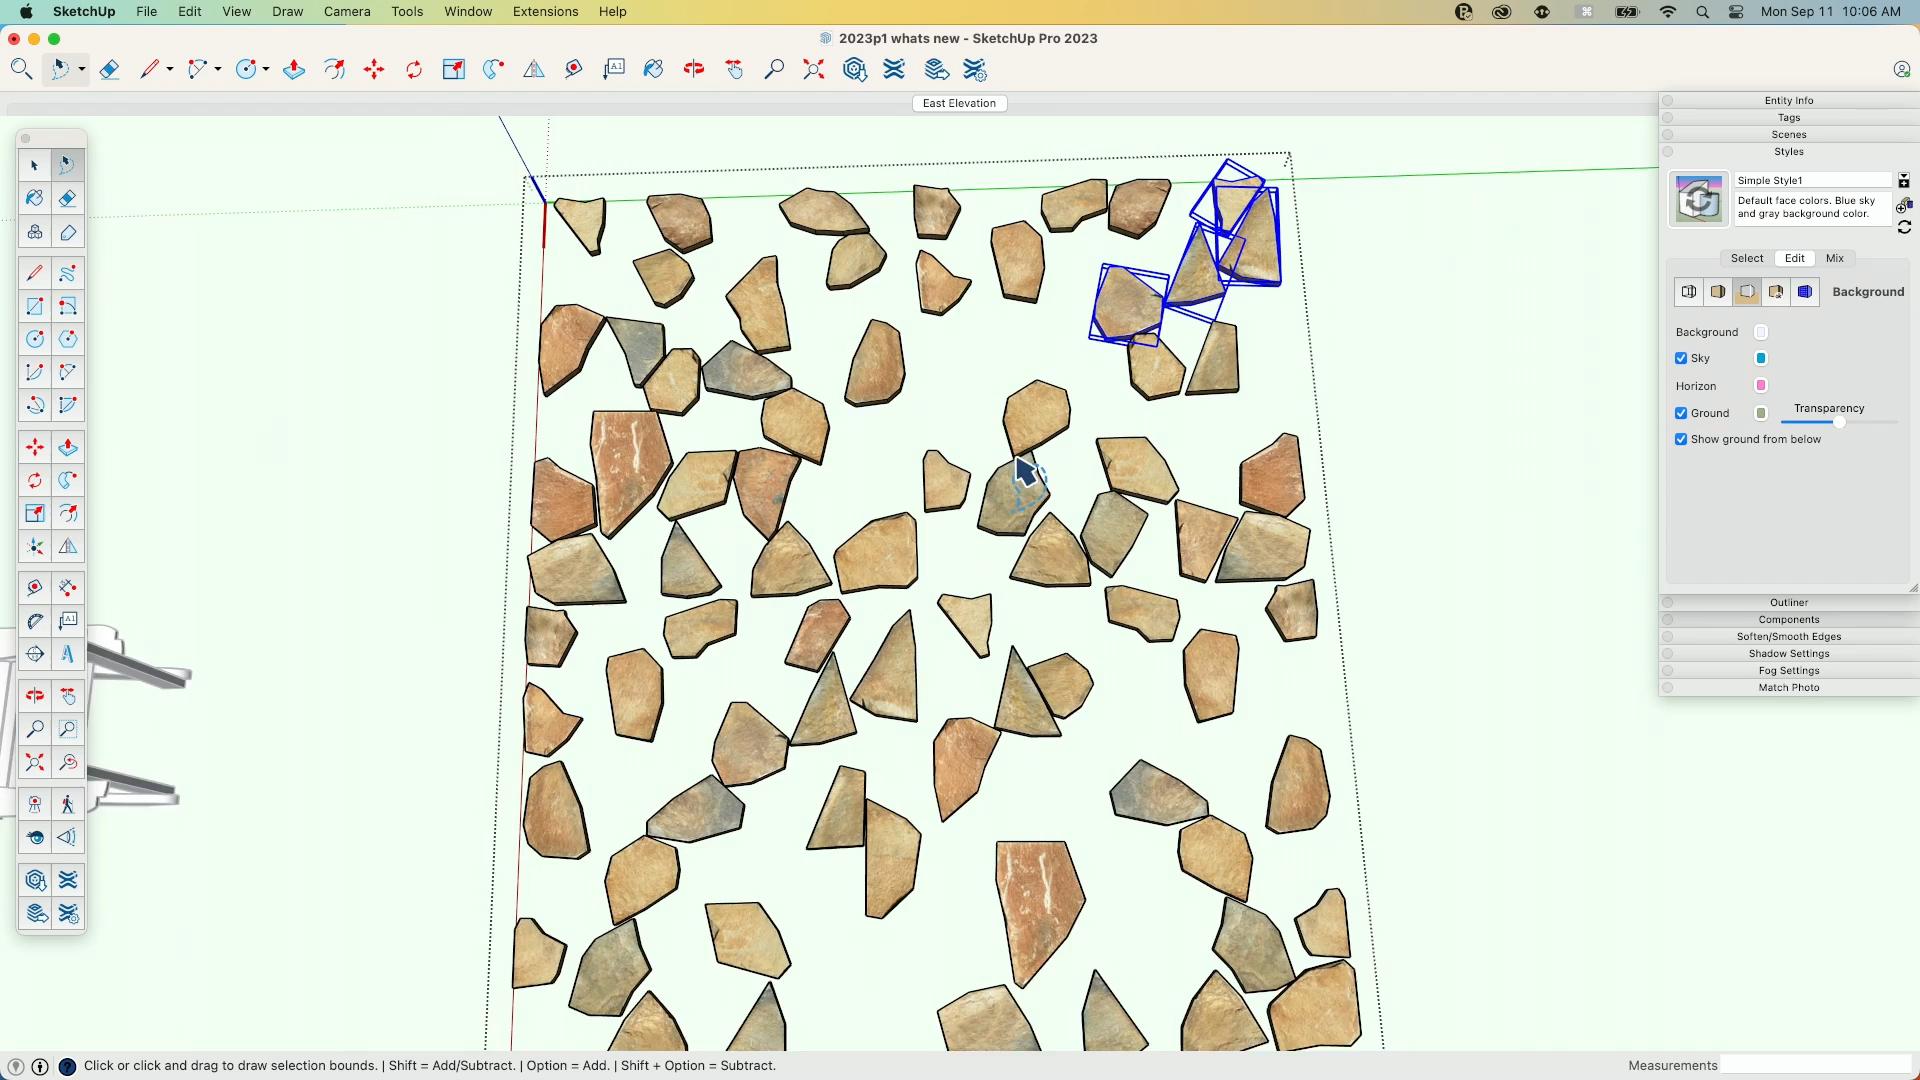 SketchUp File Edit View Draw Camera Tools Window Extensions Help Mon Sep 11 10:06 AM
2023p1 whats new - SketchUp Pro 2023
A1
East Elevation
Entity Info
Tags
Scenes
Styles
Simple Style1
Default face colors. Blue sky
and gray background color.
Select Edit Mix
Background
Background
Sky
Horizon
Ground
Transparency
Show ground from below
Outliner
Components
Soften/Smooth Edges
Shadow Settings
Fog Settings
Match Photo
A1
Click or click and drag to draw selection bounds. | Shift = Add/Subtract. | Option = Add. | Shift + Option = Subtract.
Measurements